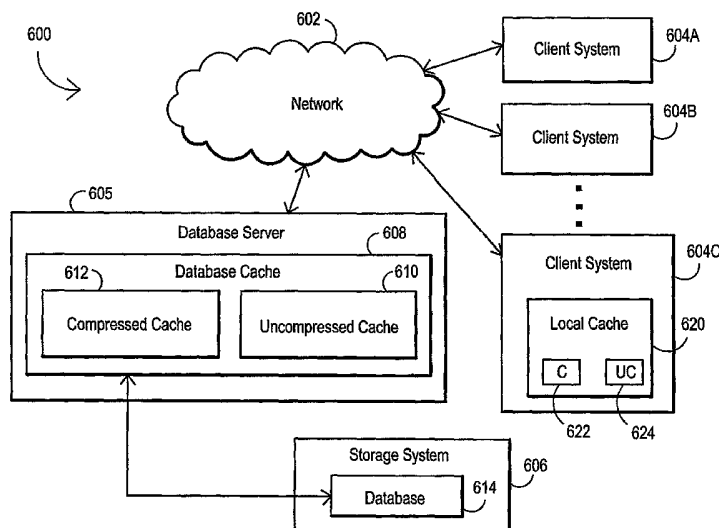 600
602
Network
Client System
604A
Client System
604B
605
Database Server
608
Database Cache
612
610
Compressed Cache
Uncompressed Cache
Client System
604C
Local Cache
620
C
UC
622
624
Storage System
606
Database
614